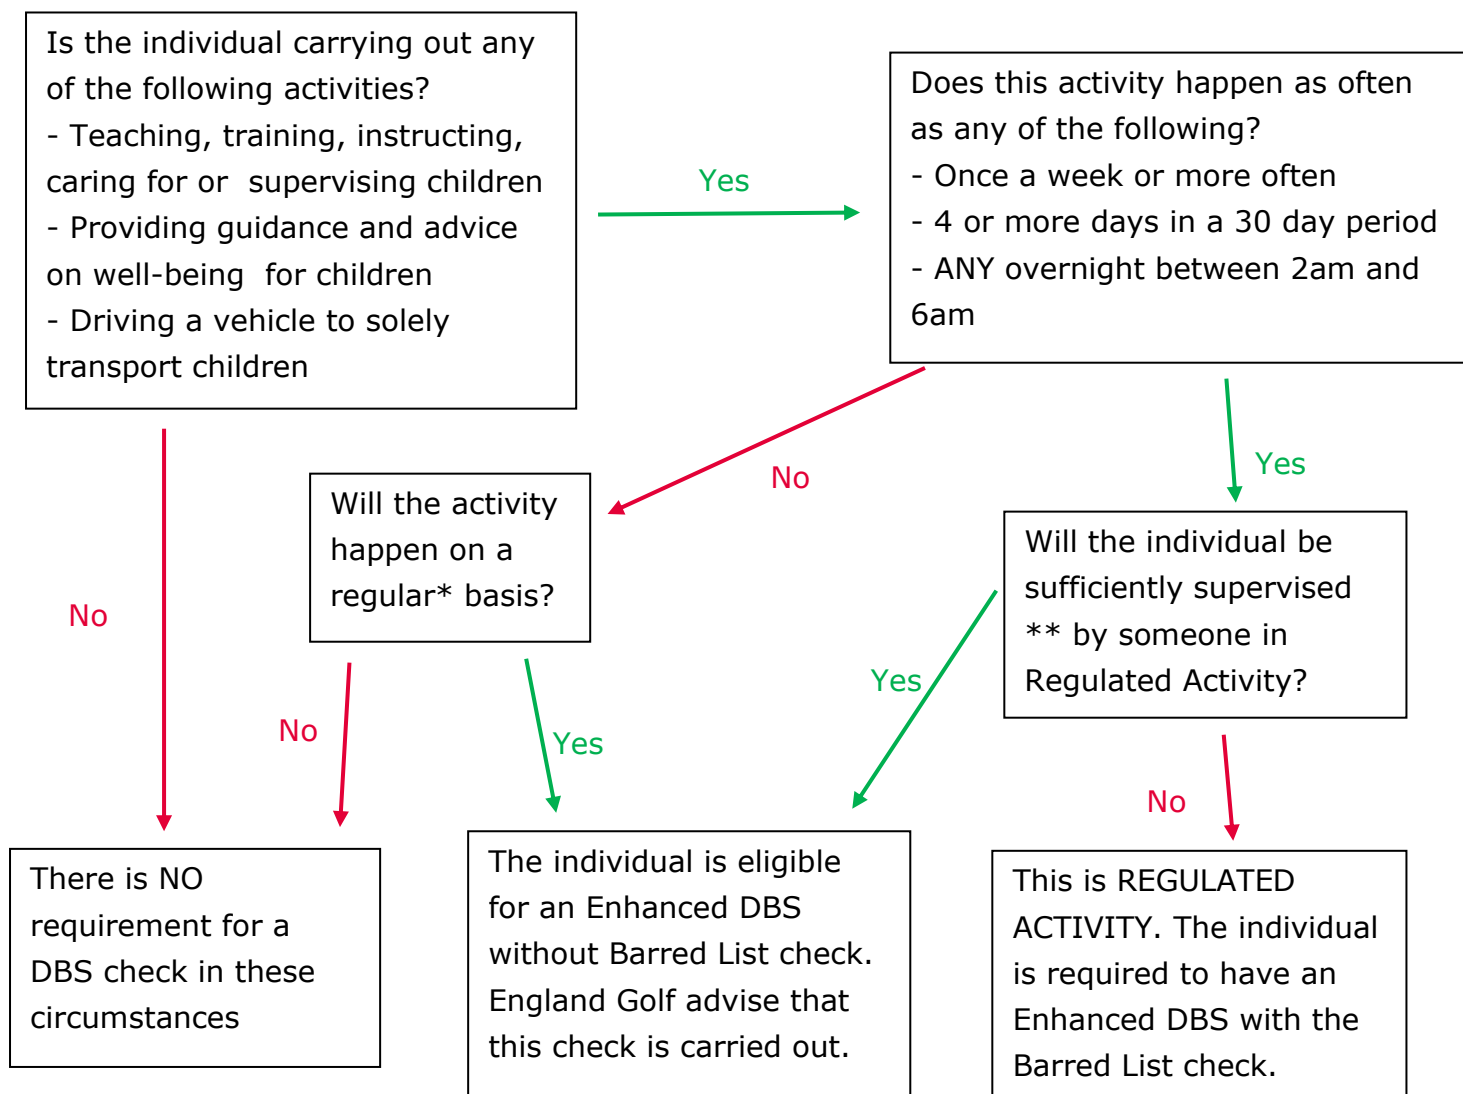 Is the individual carrying out any
of the following activities?
- Teaching, training, instructing,
caring for or supervising children
- Providing guidance and advice
on well-being for children
- Driving a vehicle to solely
transport children
Yes
Does this activity happen as often
as any of the following?
- Once a week or more often
- 4 or more days in a 30 day period
- ANY overnight between 2am and
6am
No
No
Yes
Will the activity
happen on a
regular* basis?
Will the individual be
sufficiently supervised
** by someone in
Regulated Activity?
No
Yes
Yes
No
There is NO
requirement for a
DBS check in these
circumstances
The individual is eligible
for an Enhanced DBS
without Barred List check.
England Golf advise that
this check is carried out.
This is REGULATED
ACTIVITY. The individual
is required to have an
Enhanced DBS with the
Barred List check.